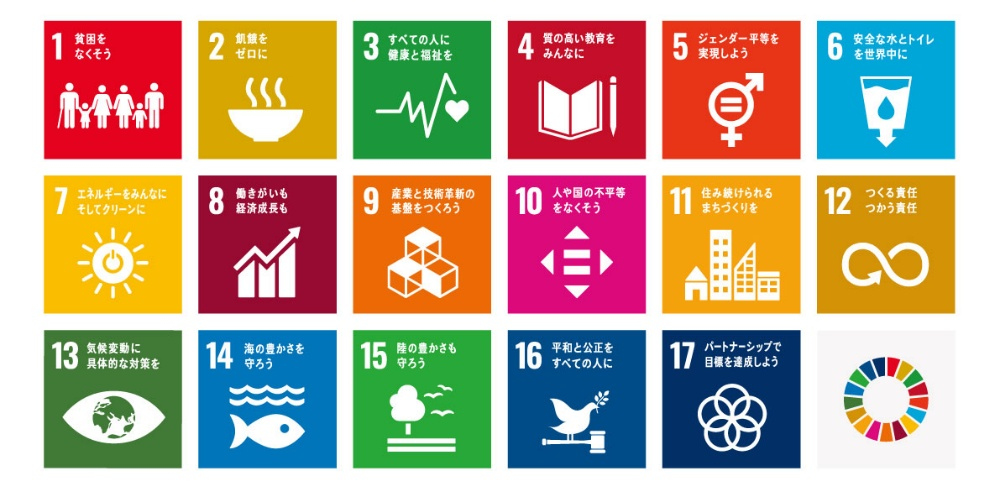 1 貧困を
なくそう
2 飢餓を
ゼロに
3 すべての人に
健康と福祉を
4 質の高い教育を
みんなに
5 ジェンダー平等を
実現しよう
6 安全な水とトイレ
を世界中に
7 エネルギーをみんなに
そしてクリーンに
8 働きがいも
経済成長も
9 産業と技術革新の
基盤をつくろう
10 人や国の不平等
をなくそう
11 住み続けられる
まちづくりを
12 つくる責任
つかう責任
13 気候変動に
具体的な対策を
14 海の豊かさを
守ろう
15 陸の豊かさも
守ろう
16 平和と公正を
すべての人に
17 パートナーシップで
目標を達成しよう